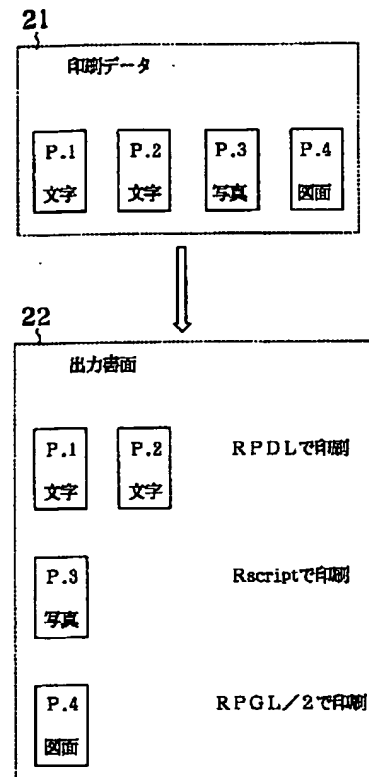 21
印刷データ
P.1 P.2 P.3 P.4
文字 文字 写真 図面
22
出力書面
P.1 P.2 RPDLで印刷
文字 文字
P.3 Rscriptで印刷
写真
P.4 RPGL/2で印刷
図面